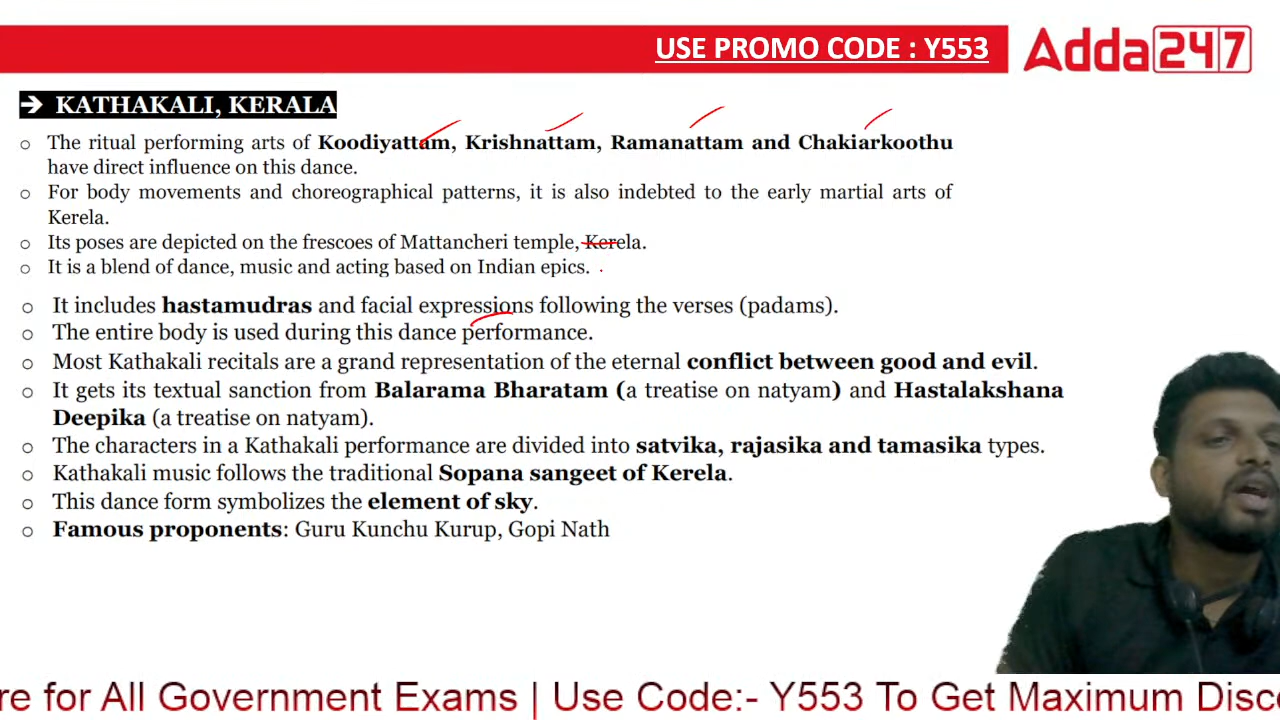 USE PROMO CODE : Y553
Adda247
➔ KATHAKALI, KERALA
o The ritual performing arts of Koodiyattam, Krishnattam, Ramanattam and Chakiarkoothu
have direct influence on this dance.
o For body movements and choreographical patterns, it is also indebted to the early martial arts of
Kerela.
o Its poses are depicted on the frescoes of Mattancheri temple, Kerela.
o It is a blend of dance, music and acting based on Indian epics.
o It includes hastamudras and facial expressions following the verses (padams).
o The entire body is used during this dance performance.
o Most Kathakali recitals are a grand representation of the eternal conflict between good and evil.
o It gets its textual sanction from Balarama Bharatam (a treatise on natyam) and Hastalakshana
Deepika (a treatise on natyam).
o The characters in a Kathakali performance are divided into satvika, rajasika and tamasika types.
o Kathakali music follows the traditional Sopana sangeet of Kerela.
o This dance form symbolizes the element of sky.
o Famous proponents: Guru Kunchu Kurup, Gopi Nath
re for All Government Exams | Use Code:- Y553 To Get Maximum Disc